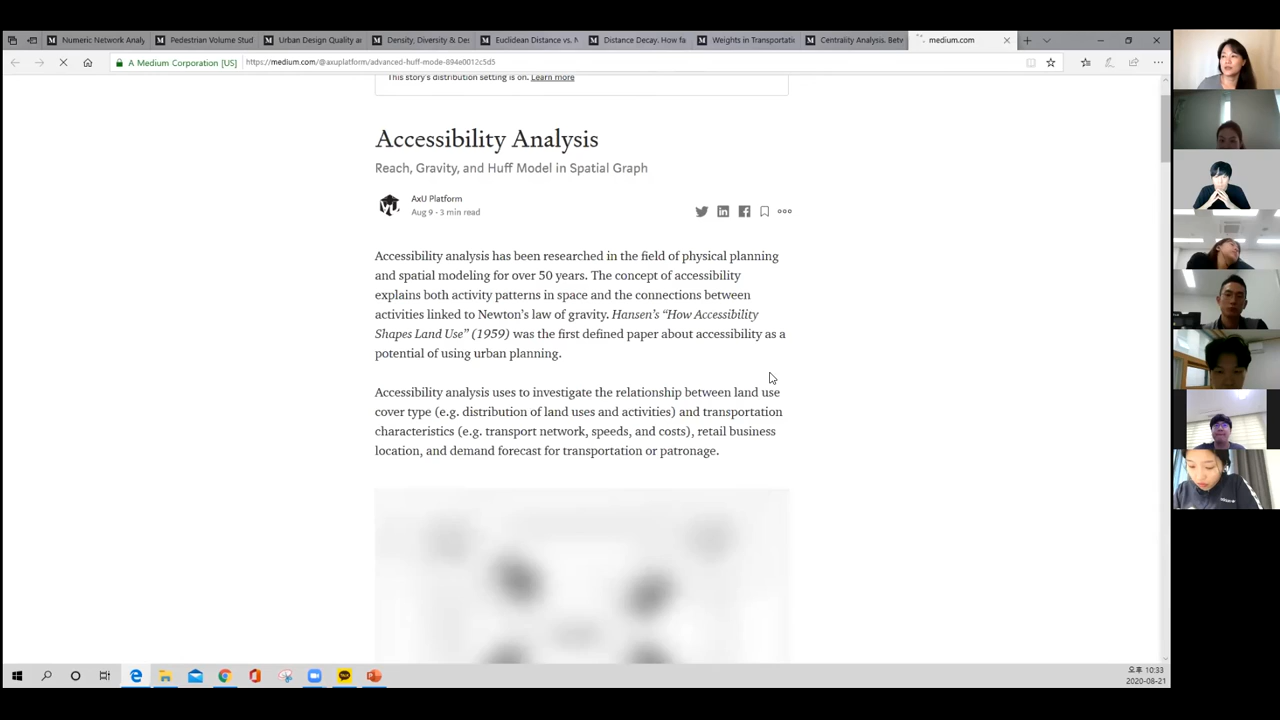 Numeric Network Analy
Pedestrian Volume Stud
Urban Design Quality ar
Density, Diversity & Des
Euclidean Distance vs. N
Distance Decay. How fa
Weights in Transportatio
Centrality Analysis. Betw
medium.com
A Medium Corporation [US]
https://medium.com/@axuplatform/advanced-huff-mode-894e0012c5d5
This story's distribution setting is on. Learn more
Accessibility Analysis
Reach, Gravity, and Huff Model in Spatial Graph
AxU Platform
Aug 9 · 3 min read
Accessibility analysis has been researched in the field of physical planning
and spatial modeling for over 50 years. The concept of accessibility
explains both activity patterns in space and the connections between
activities linked to Newton's law of gravity. Hansen's “How Accessibility
Shapes Land Use” (1959) was the first defined paper about accessibility as a
potential of using urban planning.
Accessibility analysis uses to investigate the relationship between land use
cover type (e.g. distribution of land uses and activities) and transportation
characteristics (e.g. transport network, speeds, and costs), retail business
location, and demand forecast for transportation or patronage.
오후 10:33
2020-08-21